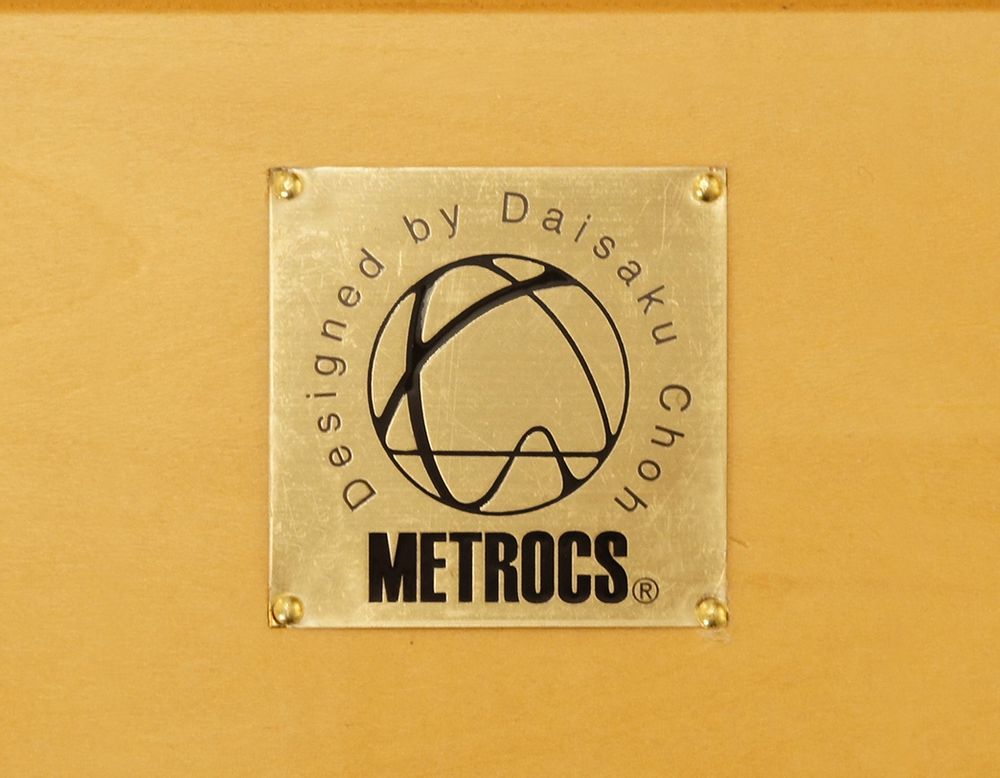 Designed by Daisaku Choh
METROCS®